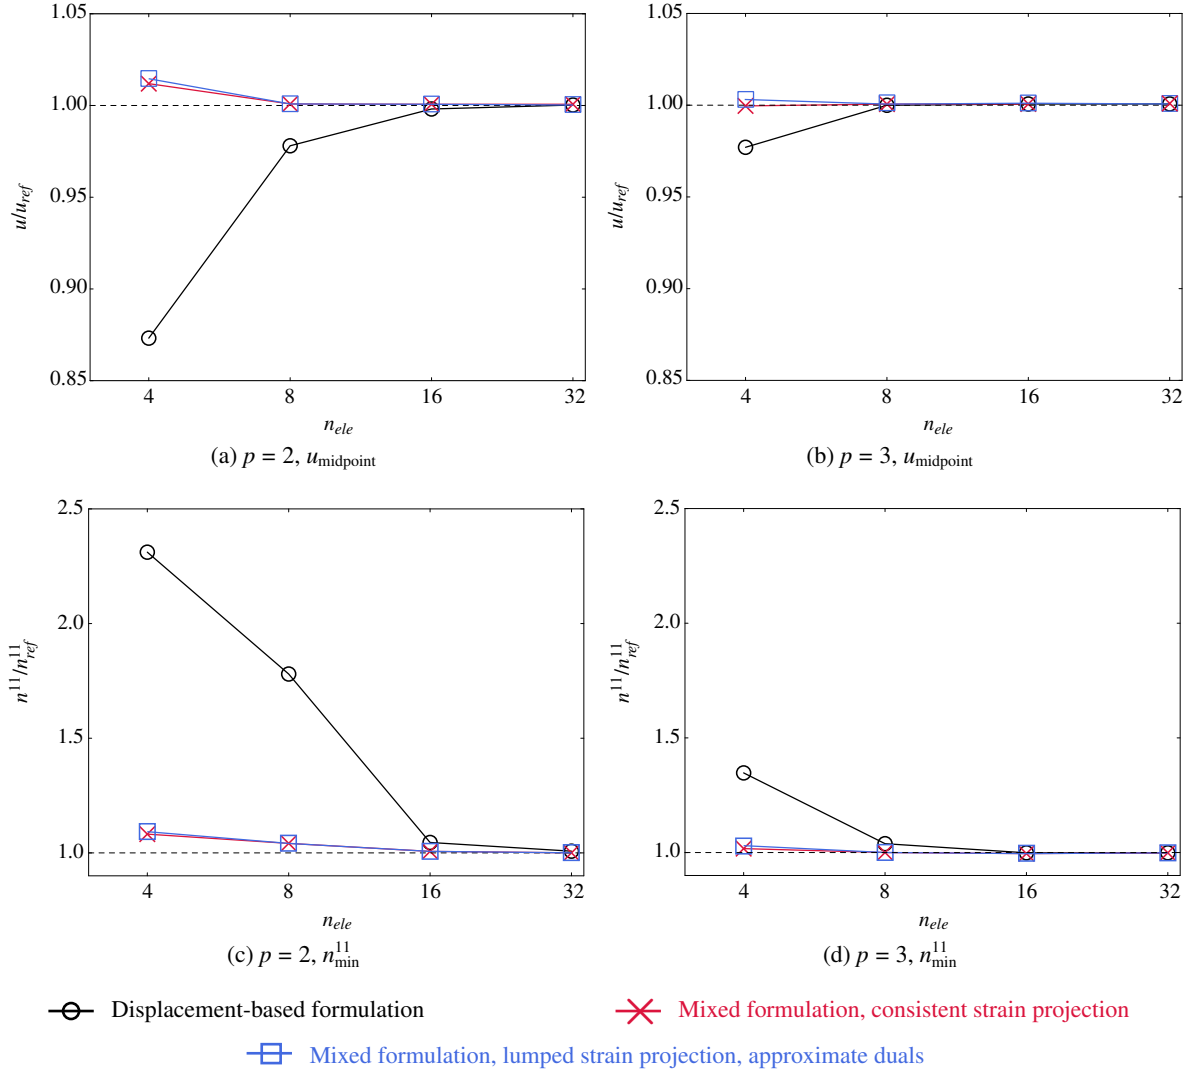 1.05
1.00
0.95
0.90
0.85
u/u_ref
4 8 16 32
n_ele
(a) p = 2, u_midpoint
1.05
1.00
0.95
0.90
0.85
u/u_ref
4 8 16 32
n_ele
(b) p = 3, u_midpoint
2.5
2.0
1.5
1.0
n^11/n^11_ref
4 8 16 32
n_ele
(c) p = 2, n^11_min
2.5
2.0
1.5
1.0
n^11/n^11_ref
4 8 16 32
n_ele
(d) p = 3, n^11_min
Displacement-based formulation
Mixed formulation, consistent strain projection
Mixed formulation, lumped strain projection, approximate duals